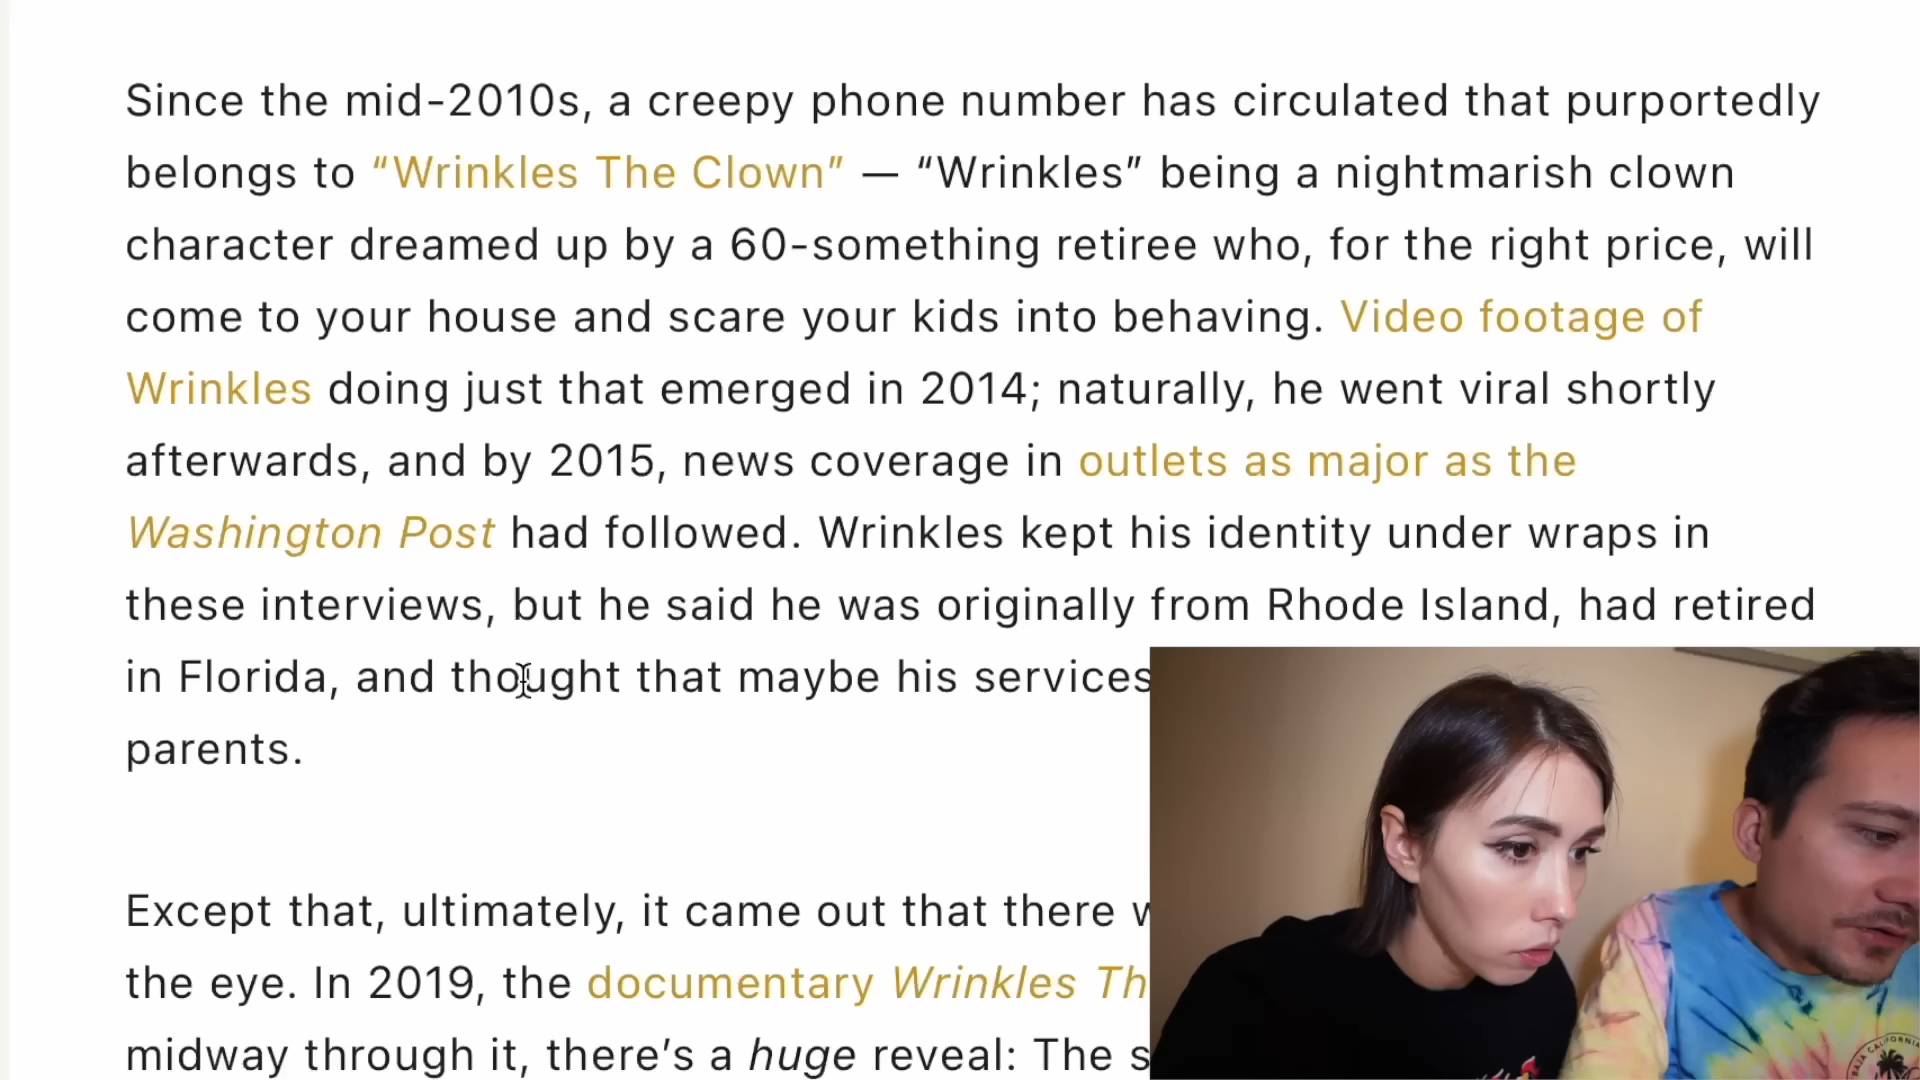 Since the mid-2010s, a creepy phone number has circulated that purportedly
belongs to “Wrinkles The Clown” — “Wrinkles” being a nightmarish clown
character dreamed up by a 60-something retiree who, for the right price, will
come to your house and scare your kids into behaving. Video footage of
Wrinkles doing just that emerged in 2014; naturally, he went viral shortly
afterwards, and by 2015, news coverage in outlets as major as the
Washington Post had followed. Wrinkles kept his identity under wraps in
these interviews, but he said he was originally from Rhode Island, had retired
in Florida, and thought that maybe his services
parents.
Except that, ultimately, it came out that there
the eye. In 2019, the documentary Wrinkles Th
midway through it, there’s a huge reveal: The s
BAJA CALIFORNIA